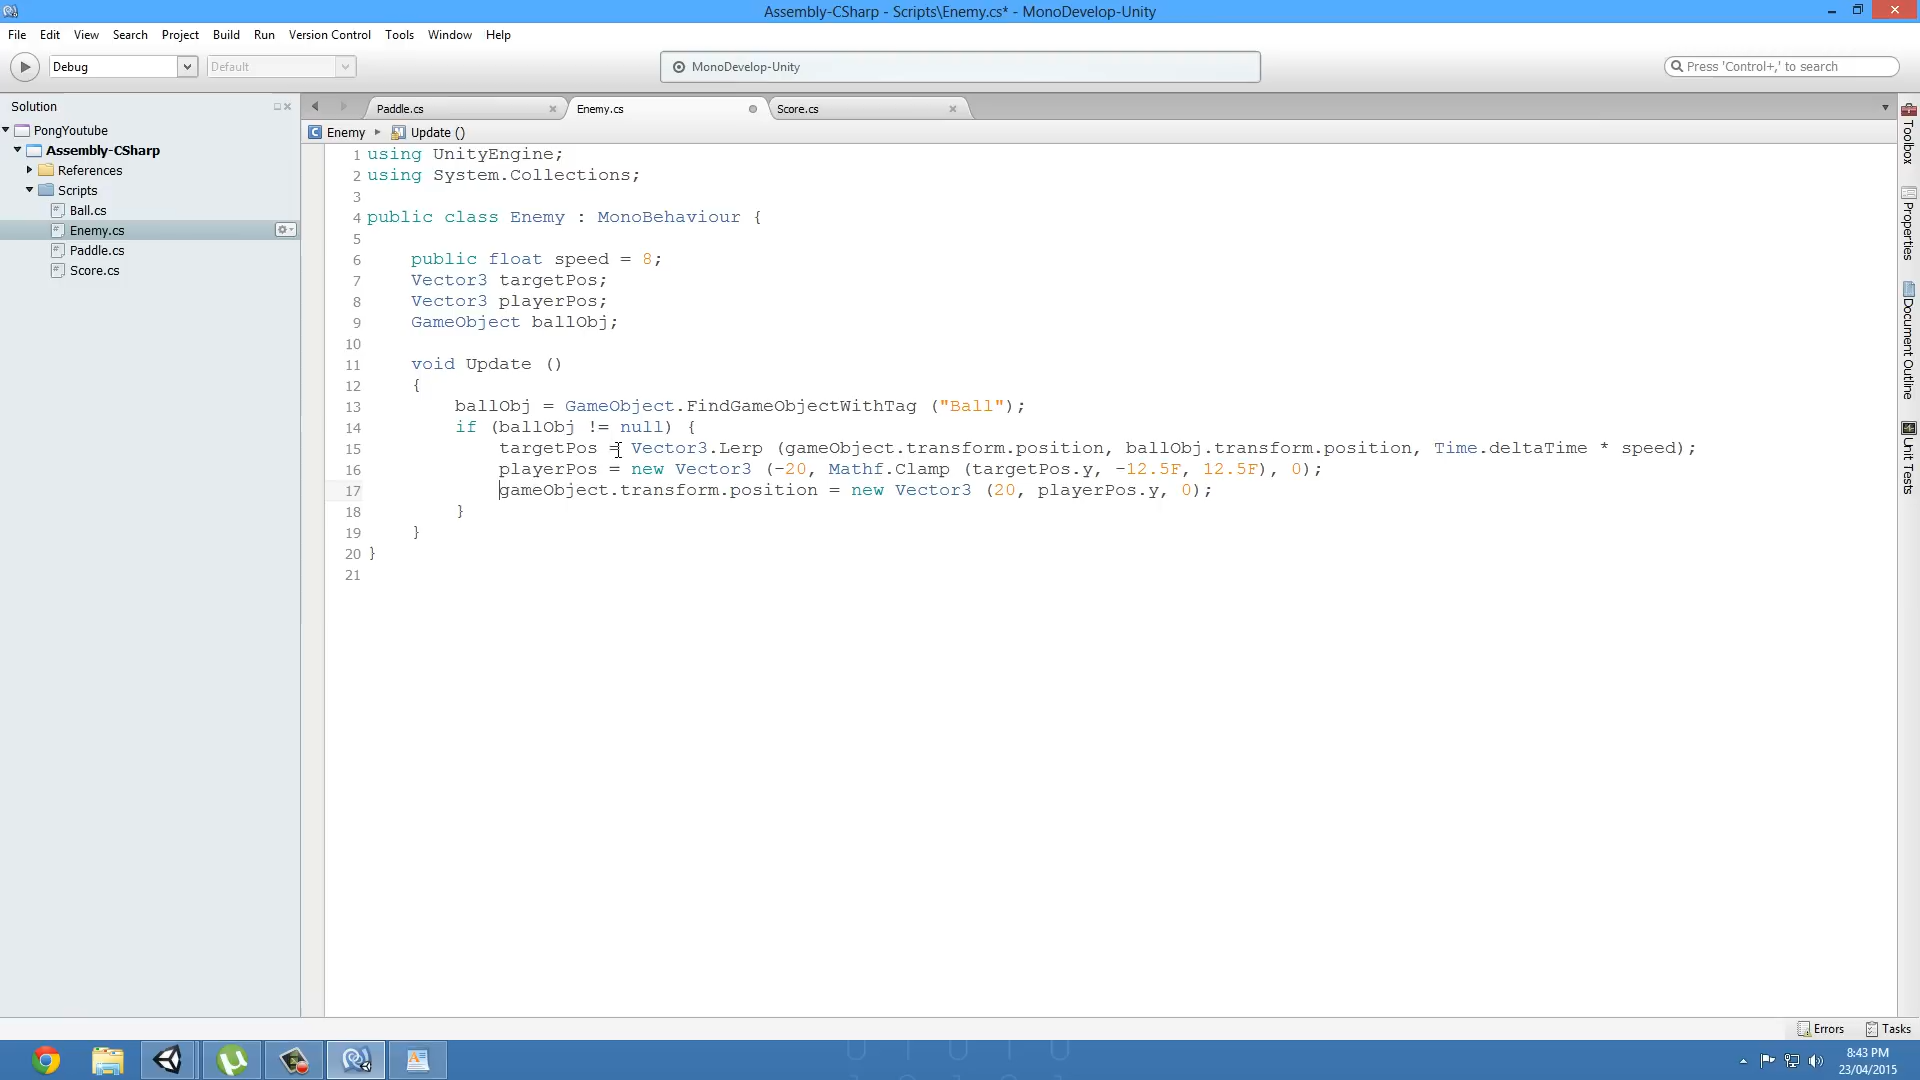 Assembly-CSharp - Scripts\Enemy.cs* - MonoDevelop-Unity
File Edit View Search Project Build Run Version Control Tools Window Help
Debug
Default
MonoDevelop-Unity
Press 'Control+,' to search
Solution
PongYoutube
Assembly-CSharp
References
Scripts
Ball.cs
Enemy.cs
Paddle.cs
Score.cs
Paddle.cs Enemy.cs Score.cs
Enemy Update ()
1 using UnityEngine;
2 using System.Collections;
3
4 public class Enemy : MonoBehaviour {
5
6 public float speed = 8;
7 Vector3 targetPos;
8 Vector3 playerPos;
9 GameObject ballObj;
10
11 void Update ()
12 {
13 ballObj = GameObject.FindGameObjectWithTag ("Ball");
14 if (ballObj != null) {
15 targetPos = Vector3.Lerp (gameObject.transform.position, ballObj.transform.position, Time.deltaTime * speed);
16 playerPos = new Vector3 (-20, Mathf.Clamp (targetPos.y, -12.5F, 12.5F), 0);
17 gameObject.transform.position = new Vector3 (20, playerPos.y, 0);
18 }
19 }
20 }
21
Toolbox
Properties
Document Outline
Unit Tests
Errors Tasks
8:43 PM
23/04/2015